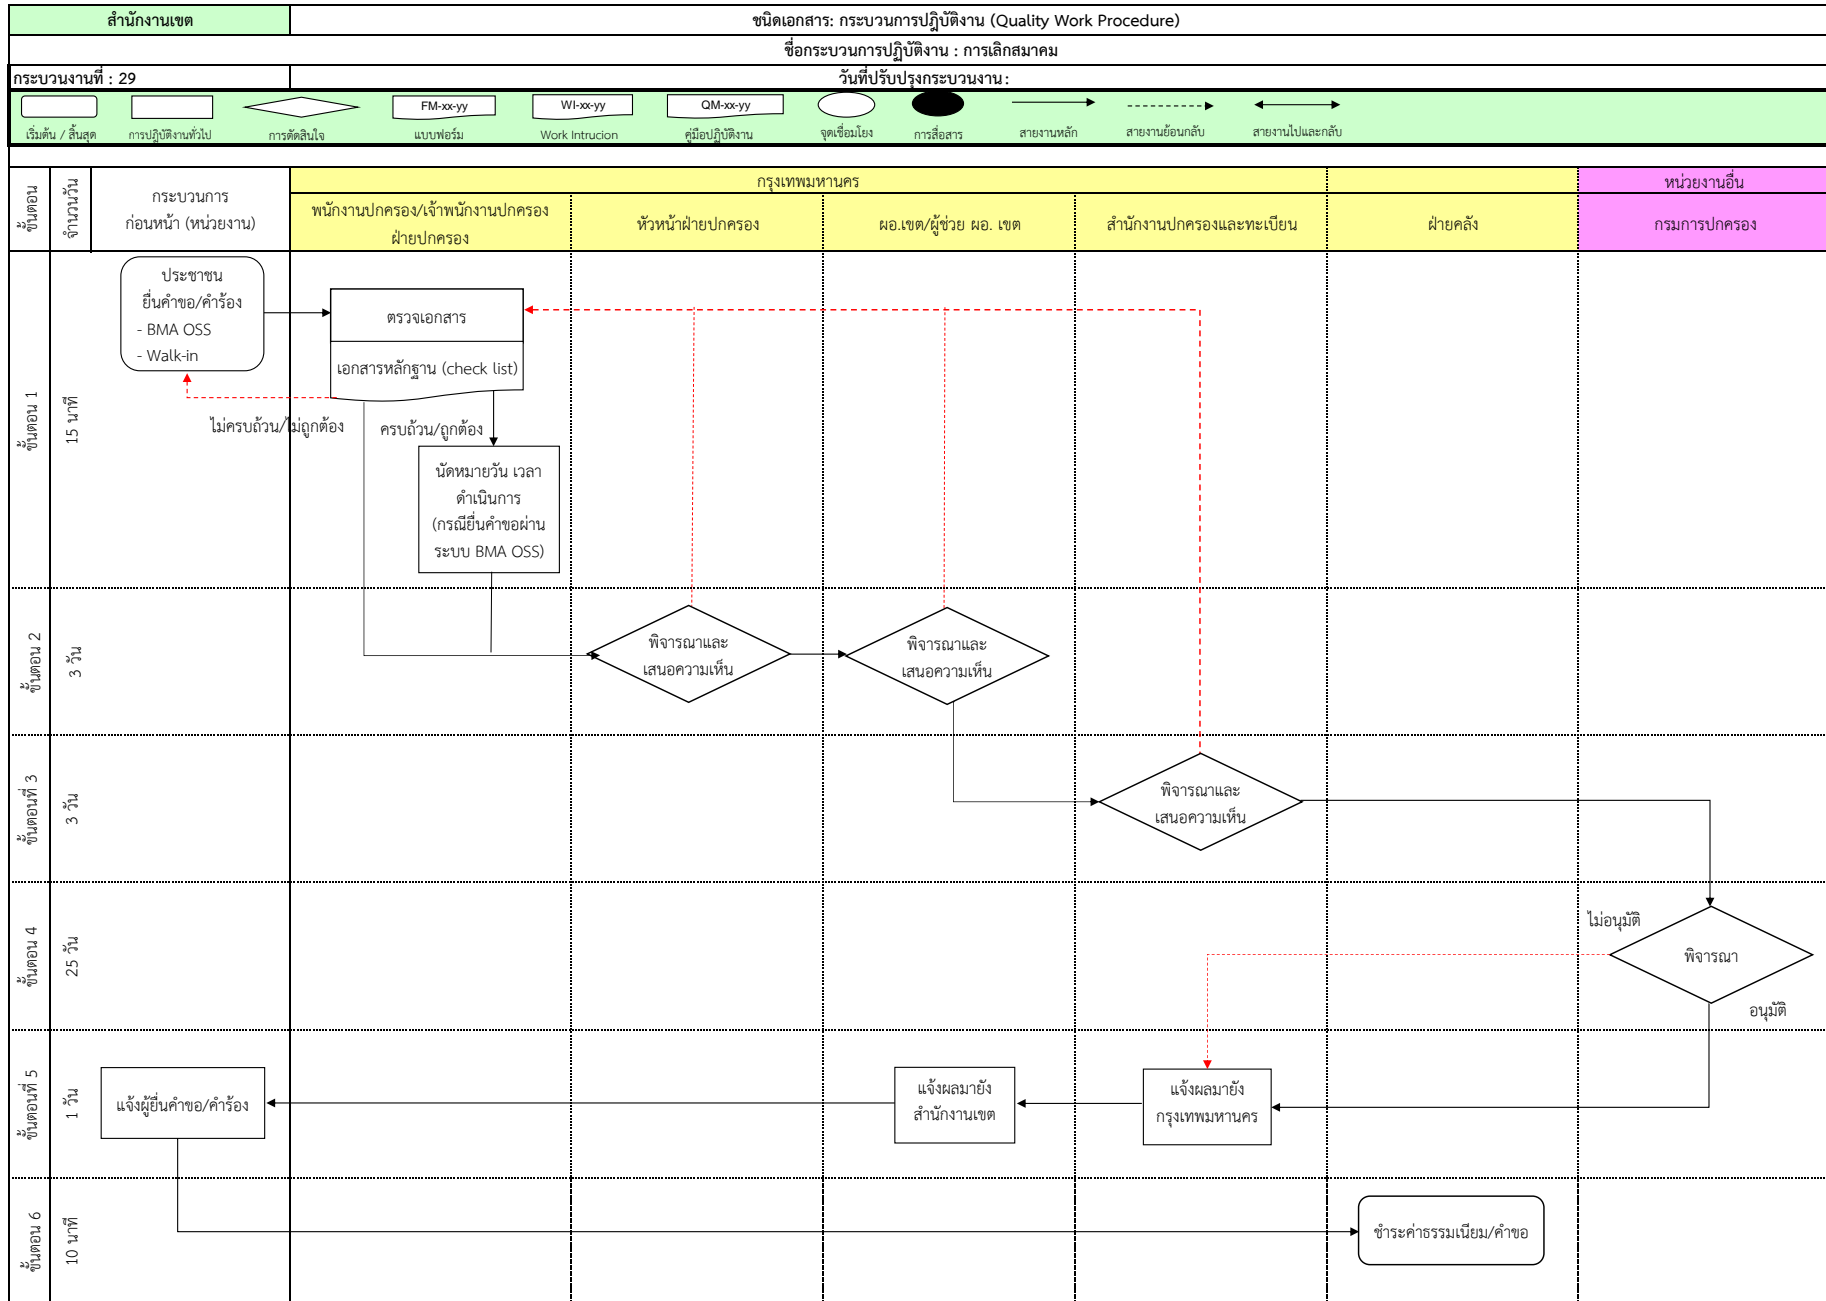 สำนักงานเขต
ชนิดเอกสาร: กระบวนการปฏิบัติงาน (Quality Work Procedure)
ชื่อกระบวนการปฏิบัติงาน : การเลิกสมาคม
กระบวนงานที่ : 29
วันที่ปรับปรุงกระบวนงาน :
FM-xx-yy
WI-xx-yy
QM-xx-yy
เริ่มต้น / สิ้นสุด
การปฏิบัติงานทั่วไป
การตัดสินใจ
แบบฟอร์ม
Work Intrucion
คู่มือปฏิบัติงาน
จุดเชื่อมโยง
การสื่อสาร
สายงานหลัก
สายงานย้อนกลับ
สายงานไปและกลับ
ขั้นตอน
จำนวนวัน
กระบวนการ
ก่อนหน้า (หน่วยงาน)
กรุงเทพมหานคร
หน่วยงานอื่น
พนักงานปกครอง/เจ้าพนักงานปกครอง
ฝ่ายปกครอง
หัวหน้าฝ่ายปกครอง
ผอ.เขต/ผู้ช่วย ผอ. เขต
สำนักงานปกครองและทะเบียน
ฝ่ายคลัง
กรมการปกครอง
ขั้นตอน 1
15 นาที
ประชาชน
ยื่นคำขอ/คำร้อง
- BMA OSS
- Walk-in
ตรวจเอกสาร
เอกสารหลักฐาน (check list)
ไม่ครบถ้วน/ไม่ถูกต้อง
ครบถ้วน/ถูกต้อง
นัดหมายวัน เวลา
ดำเนินการ
(กรณียื่นคำขอผ่าน
ระบบ BMA OSS)
ขั้นตอน 2
3 วัน
พิจารณาและ
เสนอความเห็น
พิจารณาและ
เสนอความเห็น
ขั้นตอนที่ 3
3 วัน
พิจารณาและ
เสนอความเห็น
ขั้นตอน 4
25 วัน
ไม่อนุมัติ
พิจารณา
อนุมัติ
ขั้นตอนที่ 5
1 วัน
แจ้งผู้ยื่นคำขอ/คำร้อง
แจ้งผลมายัง
สำนักงานเขต
แจ้งผลมายัง
กรุงเทพมหานคร
ขั้นตอน 6
10 นาที
ชำระค่าธรรมเนียม/คำขอ